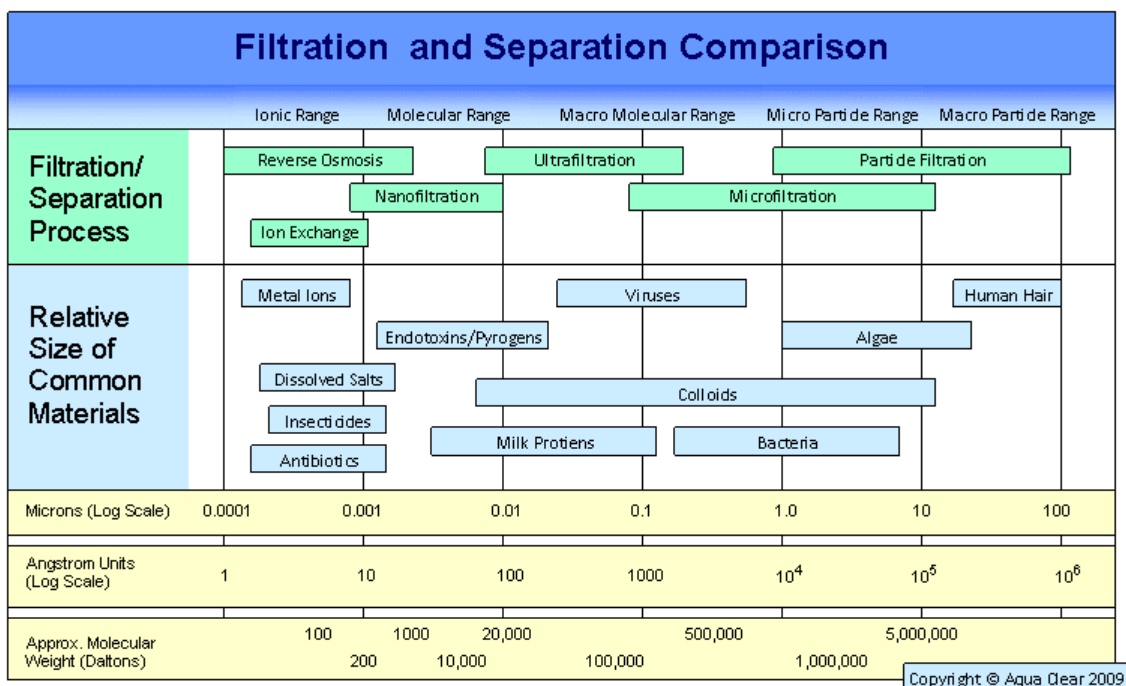 Filtration and Separation Comparison
Ionic Range Molecular Range Macro Molecular Range Micro Particle Range Macro Particle Range
Filtration/
Separation
Process
Reverse Osmosis Ultrafiltration Particle Filtration
Nanofiltration Microfiltration
Ion Exchange
Relative
Size of
Common
Materials
Metal Ions Viruses Human Hair
Endotoxins/Pyrogens Algae
Dissolved Salts
Colloids
Insecticides
Milk Protiens Bacteria
Antibiotics
Microns (Log Scale) 0.0001 0.001 0.01 0.1 1.0 10 100
Angstrom Units
(Log Scale)
1 10 100 1000 10⁴ 10⁵ 10⁶
Approx. Molecular
Weight (Daltons)
100 1000 20,000 500,000 5,000,000
200 10,000 100,000 1,000,000
Copyright © Aqua Clear 2009